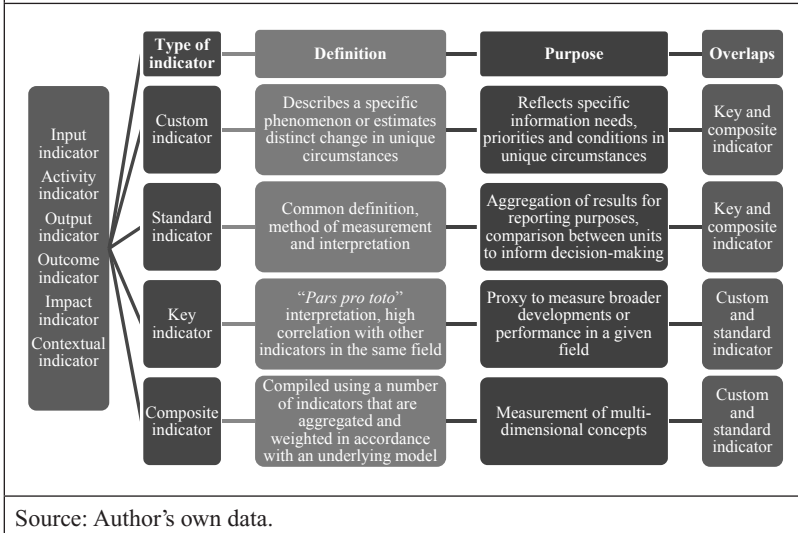 Type of
indicator
Definition
Purpose
Overlaps
Input
indicator
Activity
indicator
Output
indicator
Outcome
indicator
Impact
indicator
Contextual
indicator
Custom
indicator
Describes a specific
phenomenon or estimates
distinct change in unique
circumstances
Reflects specific
information needs,
priorities and conditions in
unique circumstances
Key and
composite
indicator
Standard
indicator
Common definition,
method of measurement
and interpretation
Aggregation of results for
reporting purposes,
comparison between units
to inform decision-making
Key and
composite
indicator
Key
indicator
“Pars pro toto”
interpretation, high
correlation with other
indicators in the same field
Proxy to measure broader
developments or
performance in a given
field
Custom
and
standard
indicator
Composite
indicator
Compiled using a number
of indicators that are
aggregated and
weighted in accordance
with an underlying model
Measurement of multi-
dimensional concepts
Custom
and
standard
indicator
Source: Author’s own data.